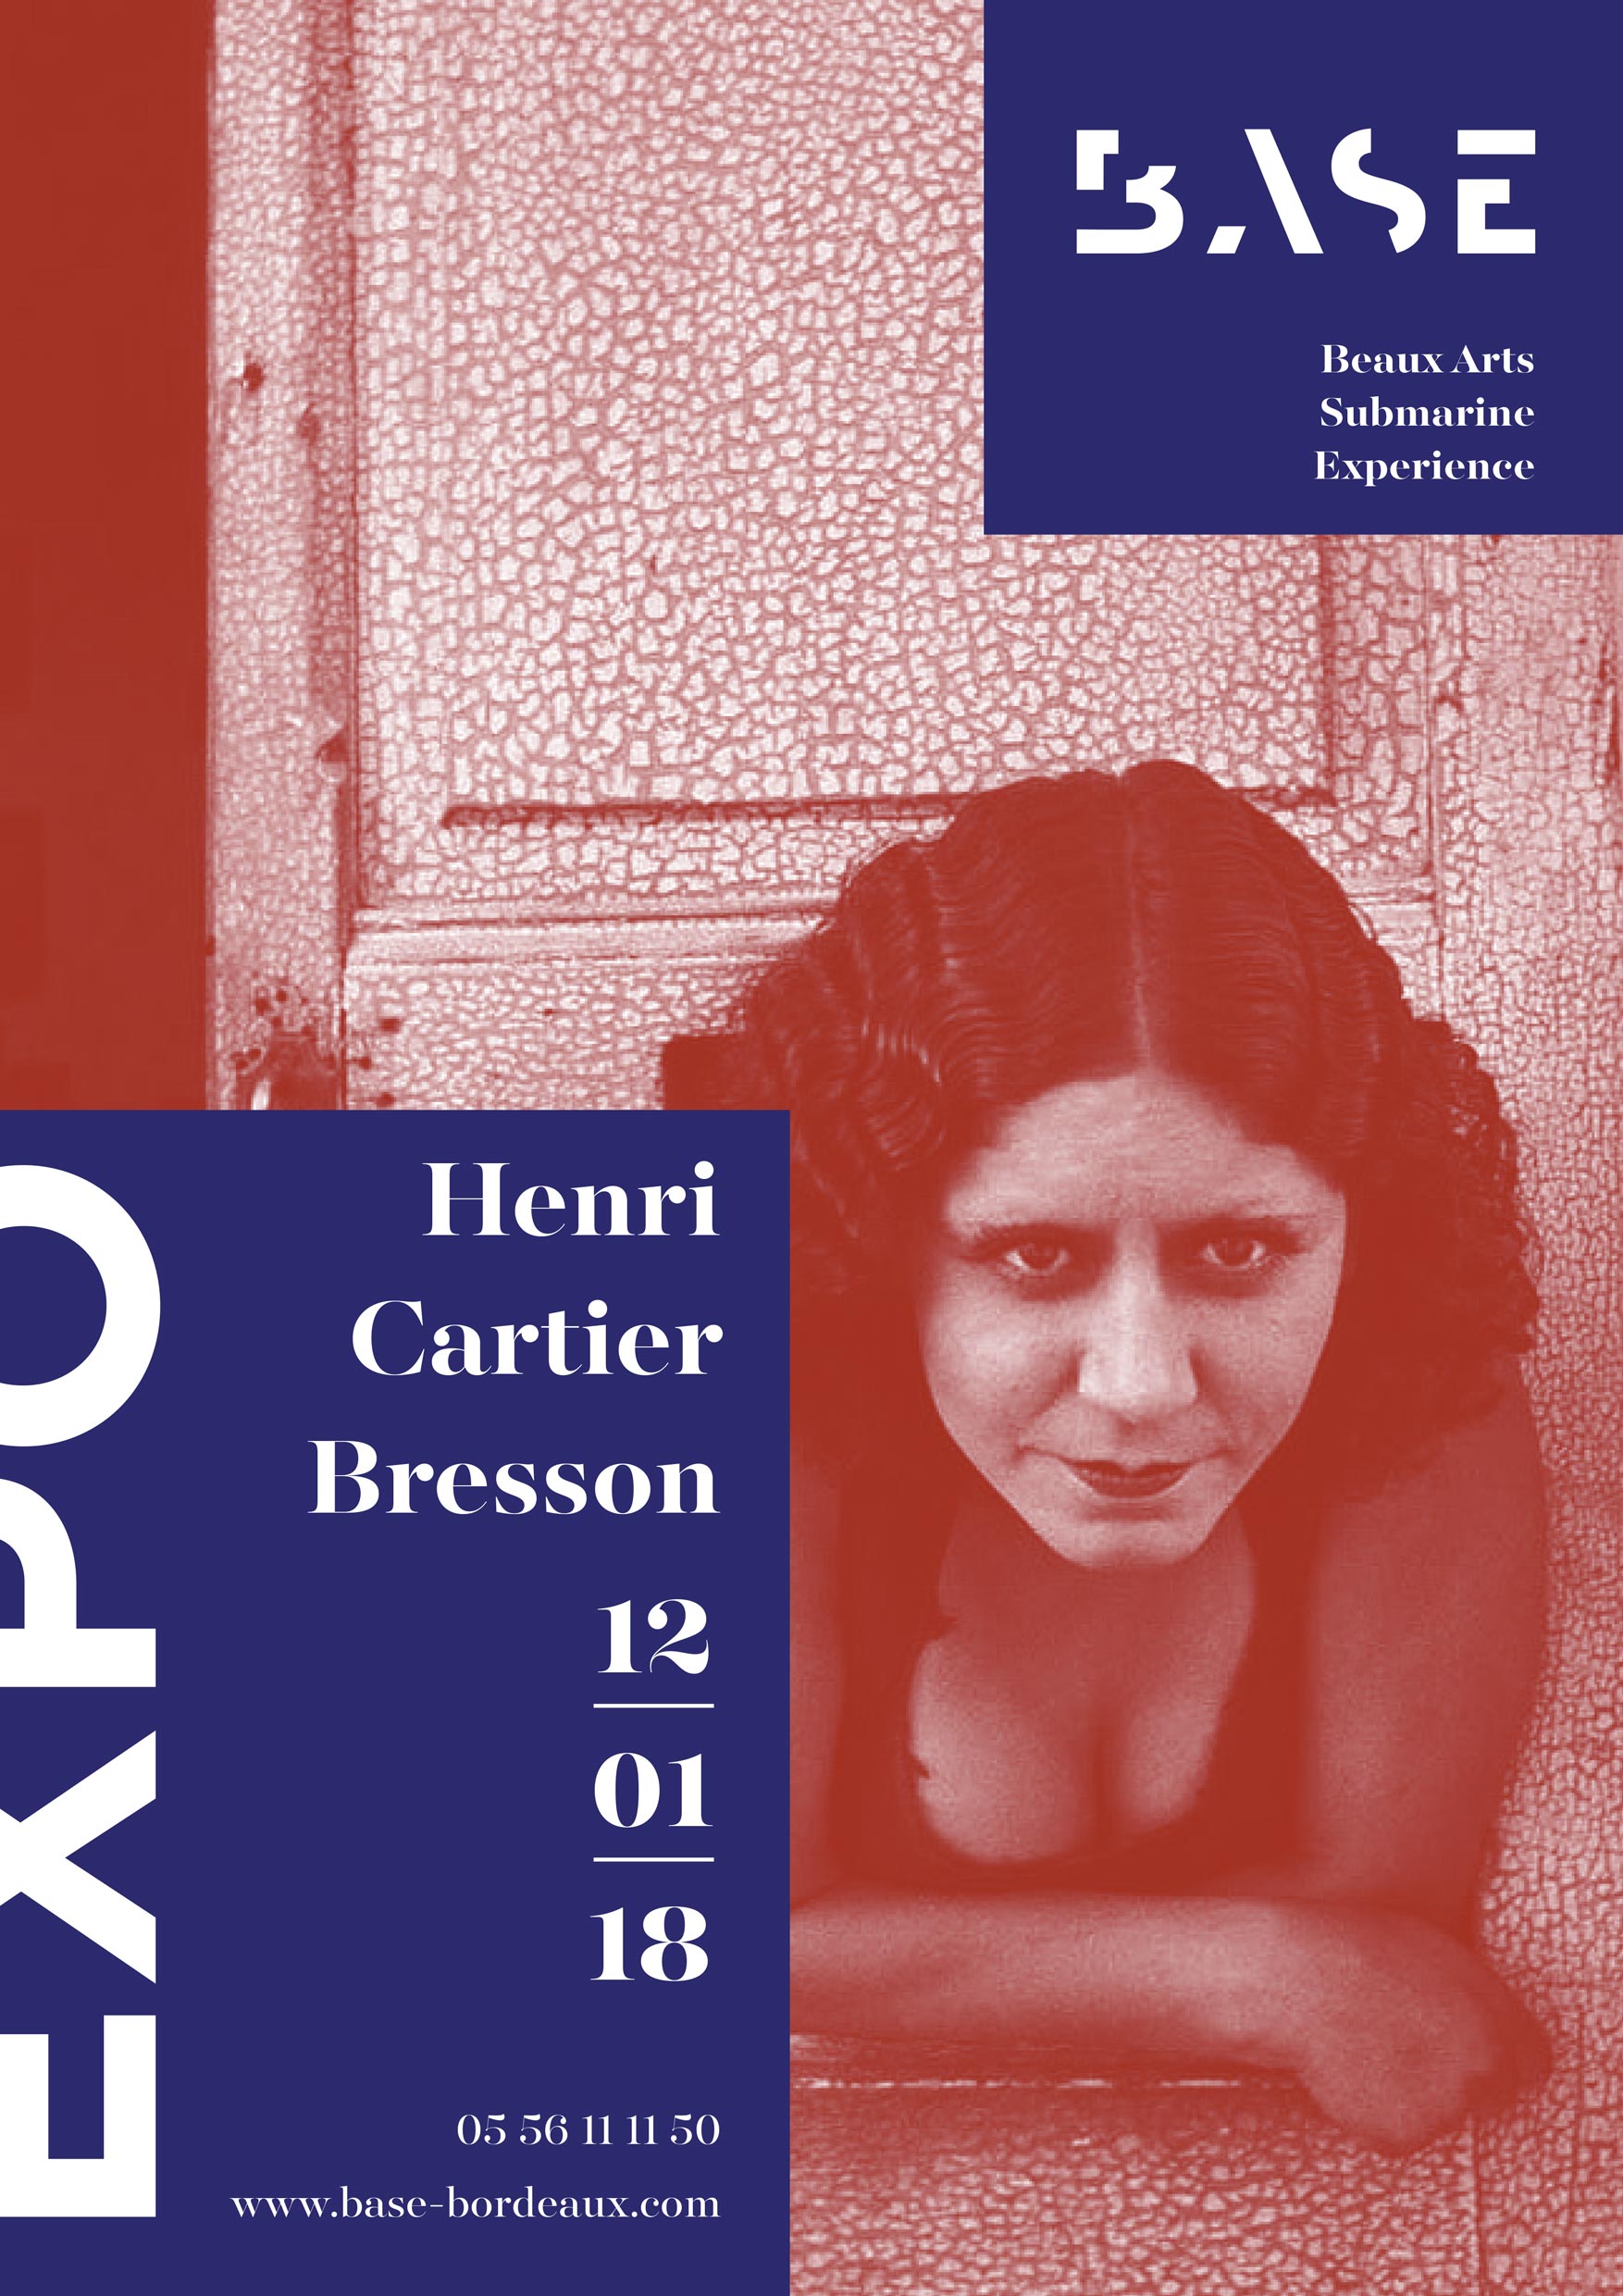 BASE
Beaux Arts
Submarine
Experience
EXPO
Henri
Cartier
Bresson
12
01
18
05 56 11 11 50
www.base-bordeaux.com